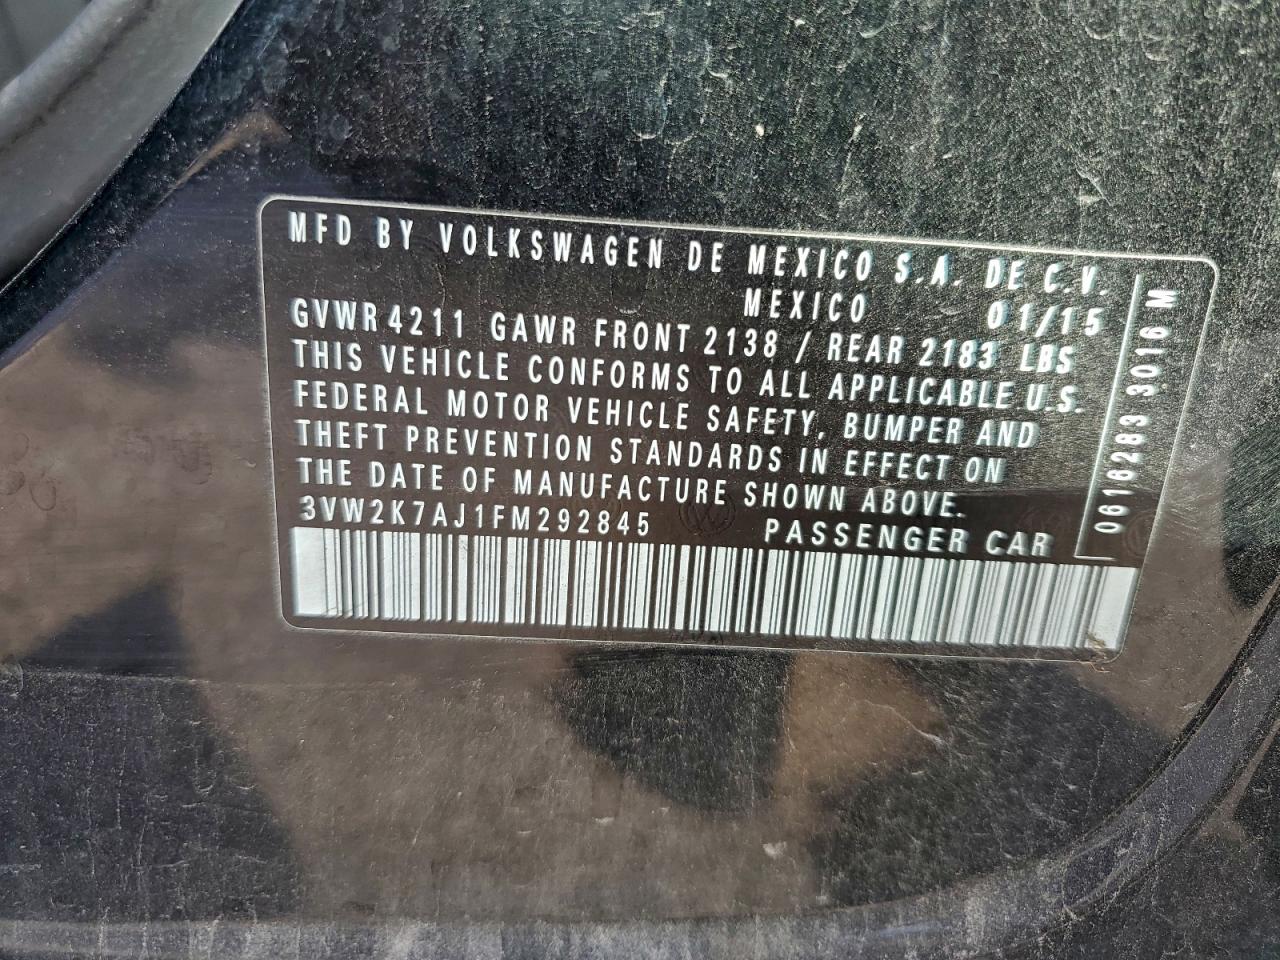 MFD BY VOLKSWAGEN DE MEXICO S.A. DE C.V.
MEXICO 01/15
GVWR 4211 GAWR FRONT 2138 / REAR 2183 LBS
THIS VEHICLE CONFORMS TO ALL APPLICABLE U.S.
FEDERAL MOTOR VEHICLE SAFETY, BUMPER AND
THEFT PREVENTION STANDARDS IN EFFECT ON
THE DATE OF MANUFACTURE SHOWN ABOVE.
3VW2K7AJ1FM292845 PASSENGER CAR
0616283 3016 M